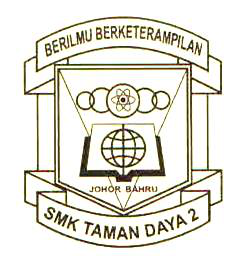 BERILMU BERKETERAMPILAN
JOHOR BAHRU
SMK TAMAN DAYA 2